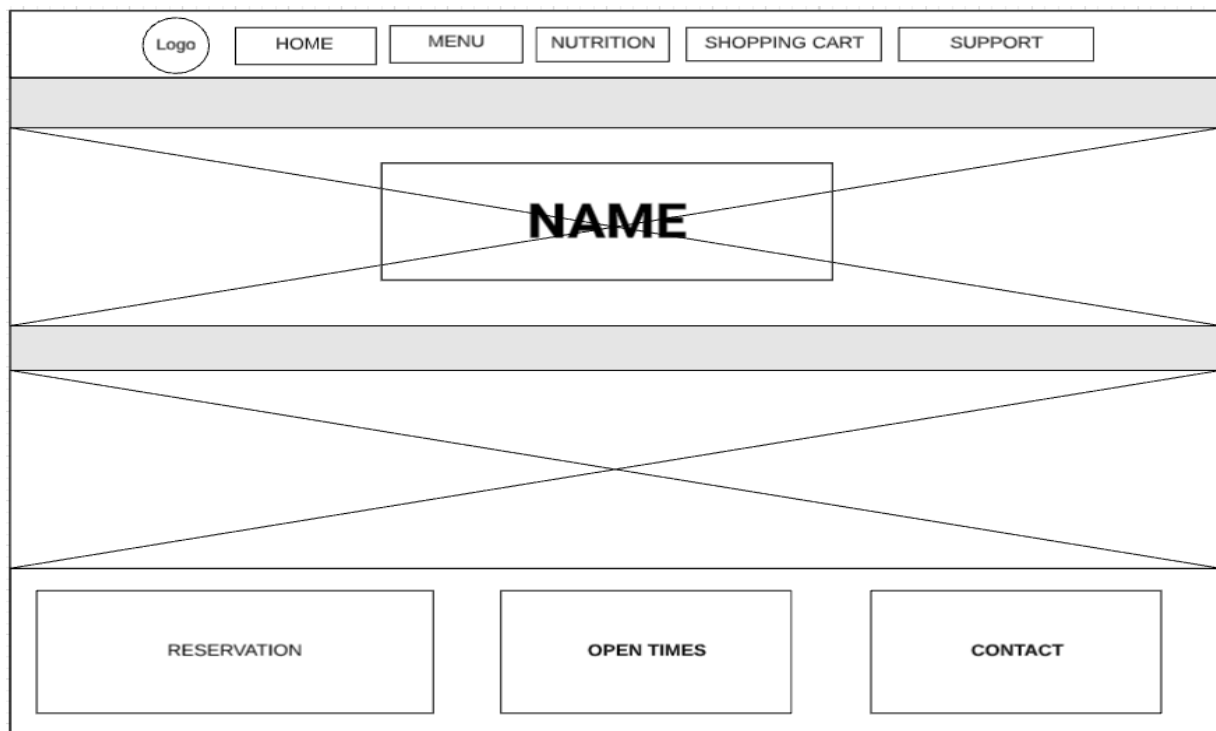 Logo
HOME
MENU
NUTRITION
SHOPPING CART
SUPPORT
NAME
RESERVATION
OPEN TIMES
CONTACT